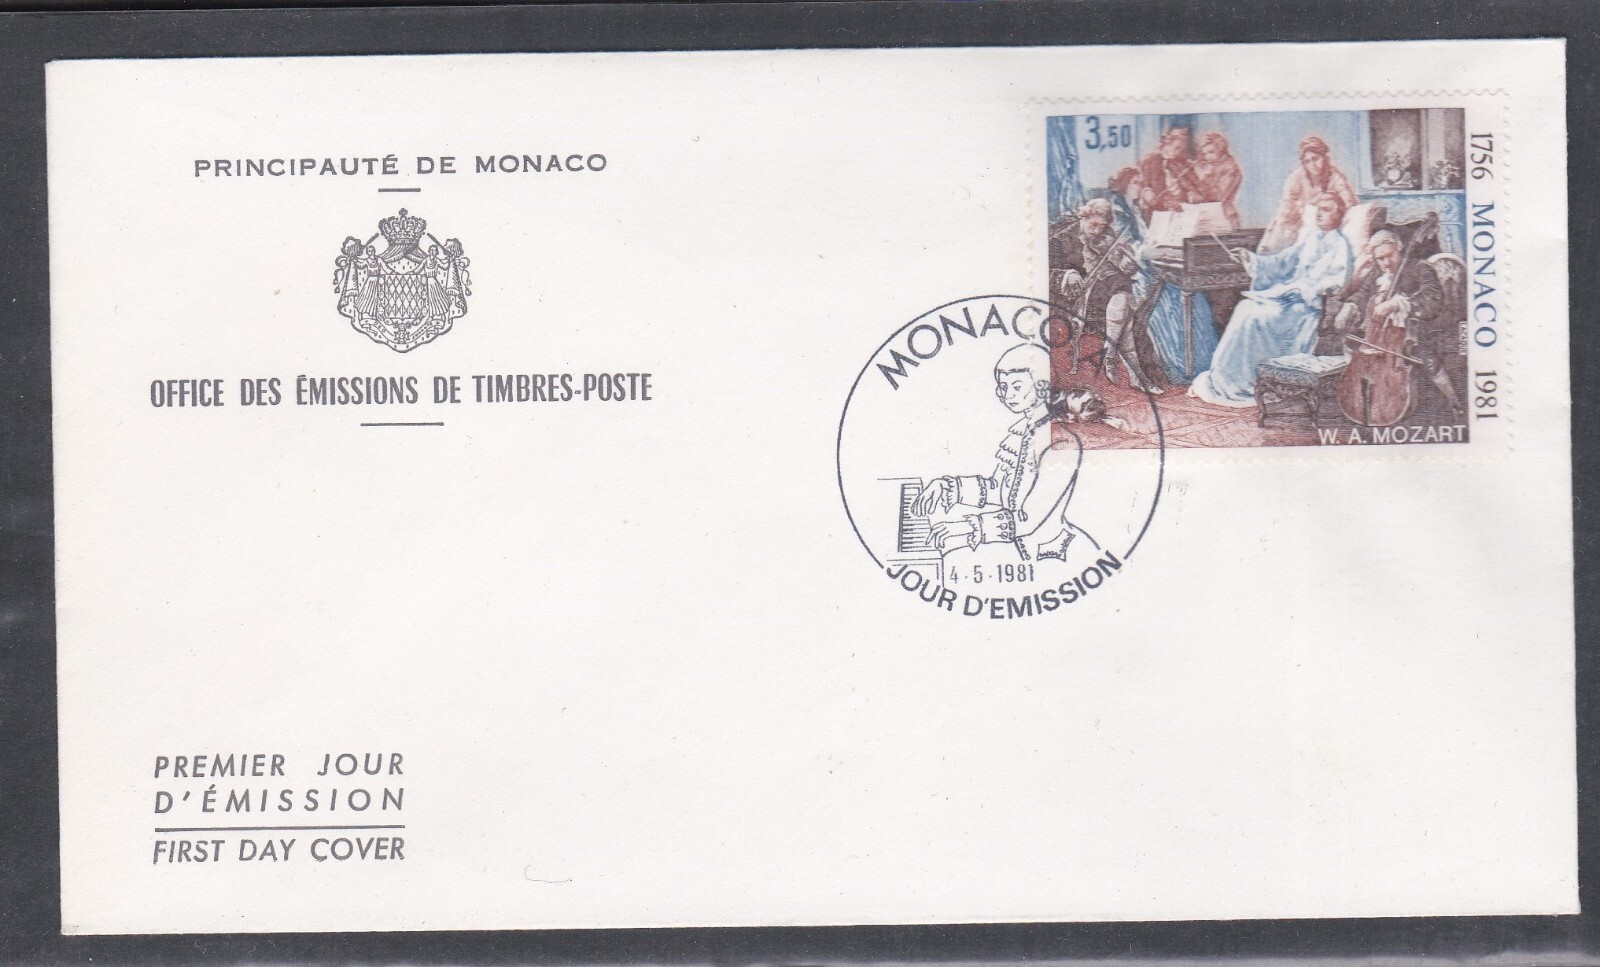 PRINCIPAUTÉ DE MONACO
OFFICE DES ÉMISSIONS DE TIMBRES-POSTE
3,50
1756 MONACO 1981
W. A. MOZART
MONACO-A
4·5·1981
JOUR D'EMISSION
PREMIER JOUR
D'ÉMISSION
FIRST DAY COVER